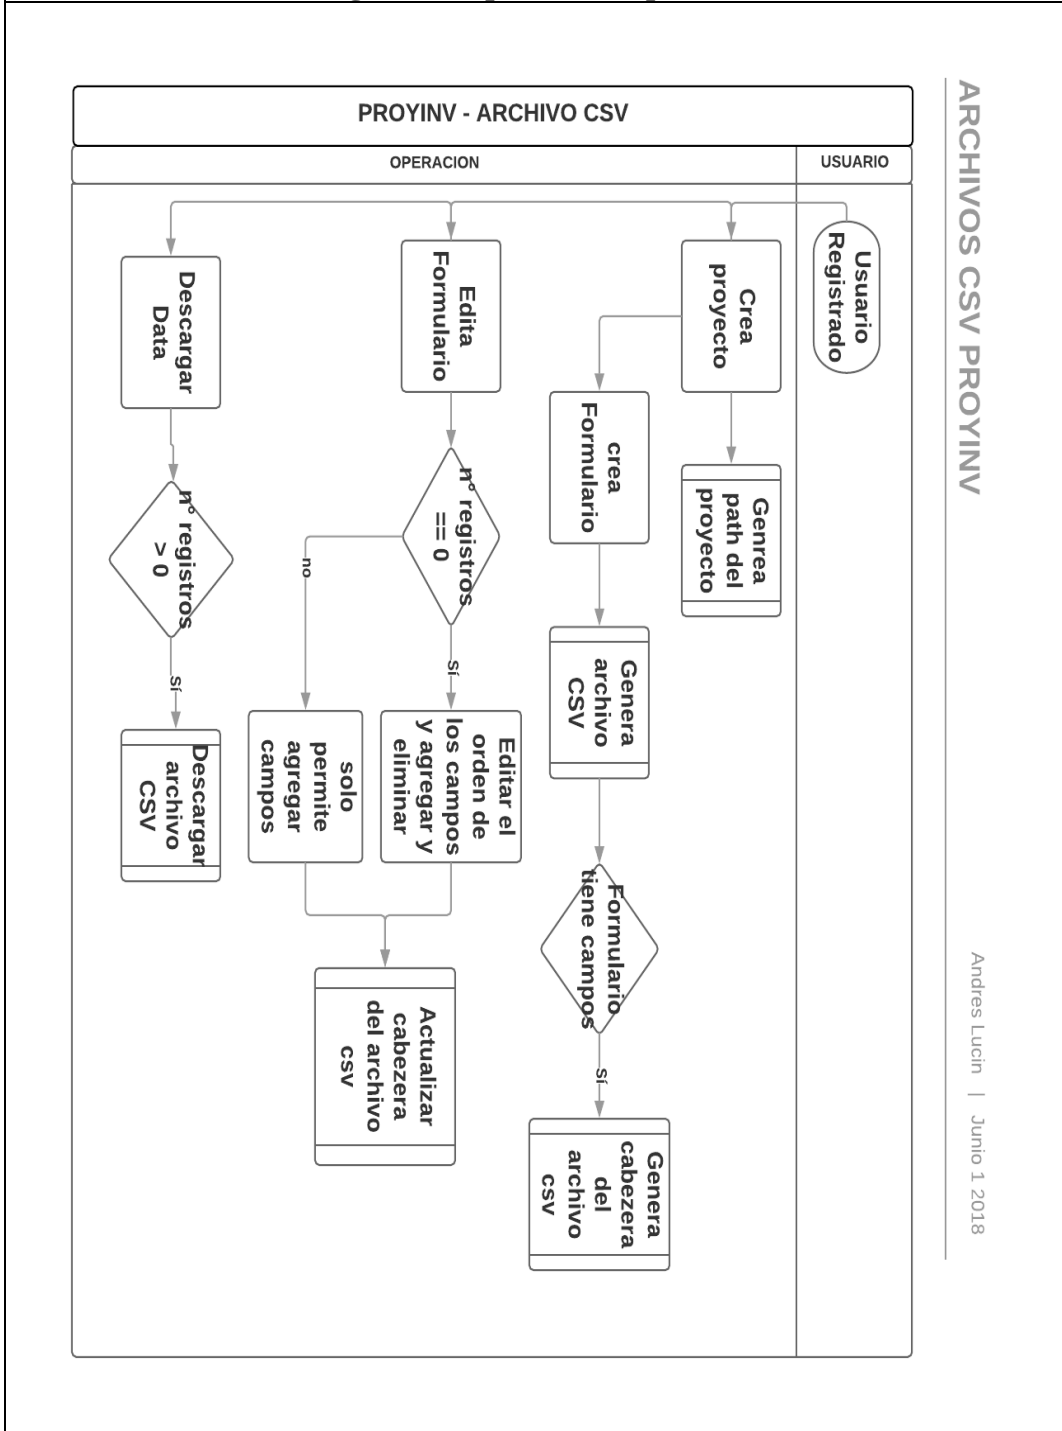 ARCHIVOS CSV PROYINV
Andres Lucin | Junio 1 2018
PROYINV - ARCHIVO CSV
OPERACION
USUARIO
Usuario
Registrado
Crea
proyecto
Genrea
path del
proyecto
crea
Formulario
Genera
archivo
CSV
Formulario
tiene campos
Sí
Genera
cabezera
del
archivo
csv
Edita
Formulario
n° registros
== 0
Sí
no
Editar el
orden de
los campos
y agregar y
eliminar
solo
permite
agregar
campos
Actualizar
cabezera
del archivo
csv
Descargar
Data
n° registros
> 0
Sí
Descargar
archivo
CSV